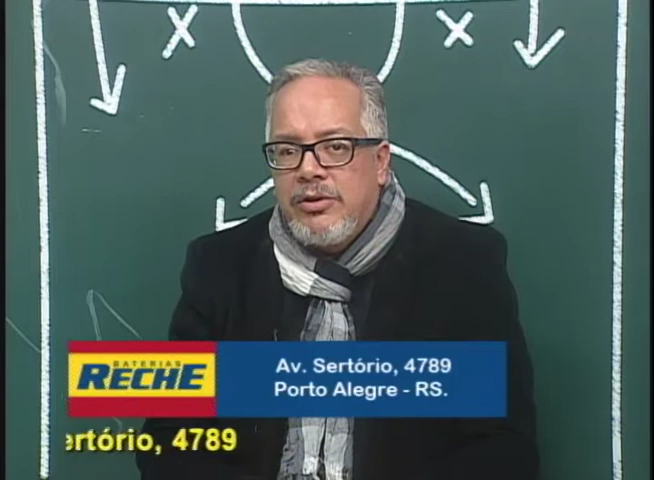 BATERIAS
RECHE
Av. Sertório, 4789
Porto Alegre - RS.
ertório, 4789